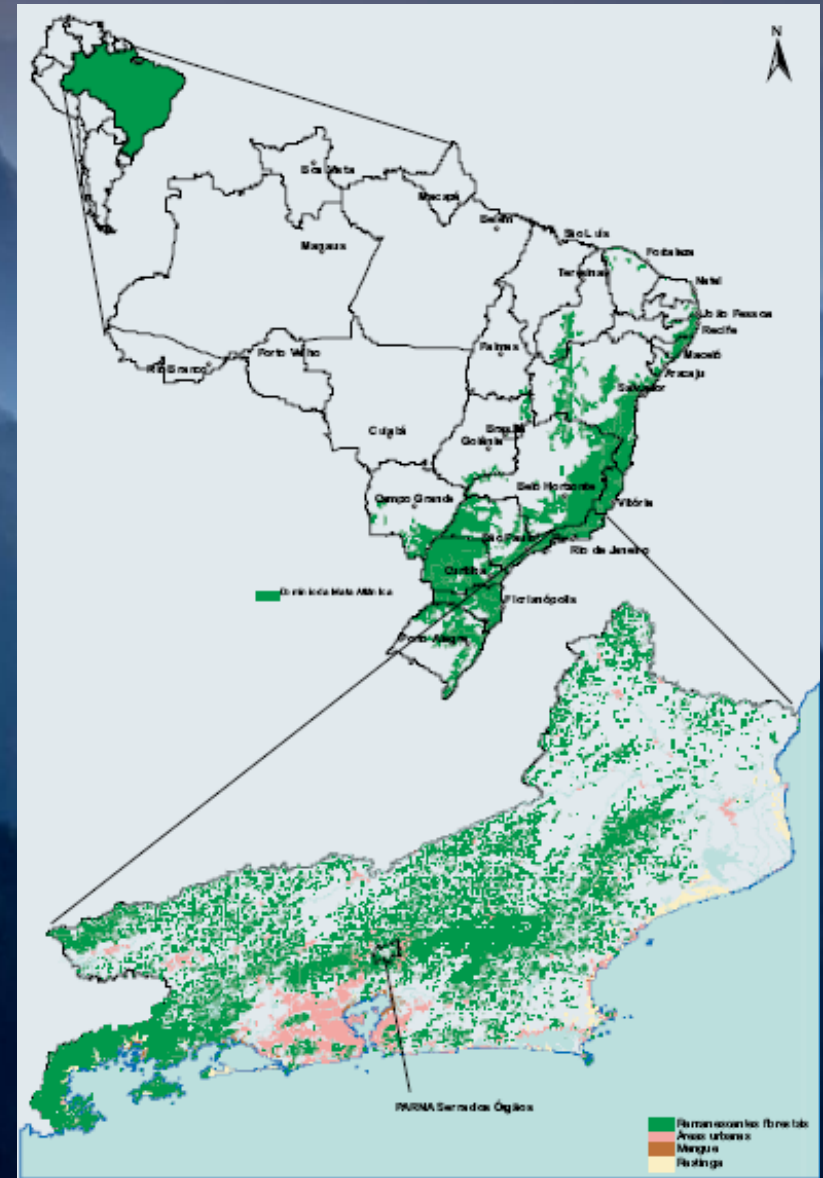 N
Boa Vista
Macapá
Belém
São Luís
Manaus
Fortaleza
Teresina
Natal
João Pessoa
Recife
Porto Velho
Palmas
Maceió
Rio Branco
Aracaju
Salvador
Cuiabá
Brasília
Goiânia
Belo Horizonte
Campo Grande
Vitória
São Paulo
Rio de Janeiro
Curitiba
Domínio da Mata Atlântica
Florianópolis
Porto Alegre
PARNA Serra dos Órgãos
Remanescentes florestais
Áreas urbanas
Mangue
Restinga